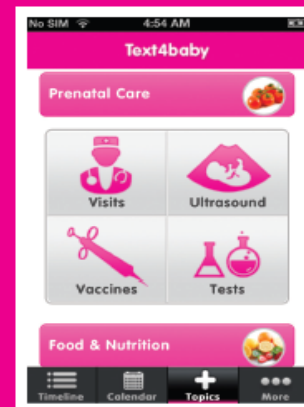 No SIM 4:54 AM
Text4baby
Prenatal Care
Visits Ultrasound
Vaccines Tests
Food & Nutrition
Timeline Calendar Topics More